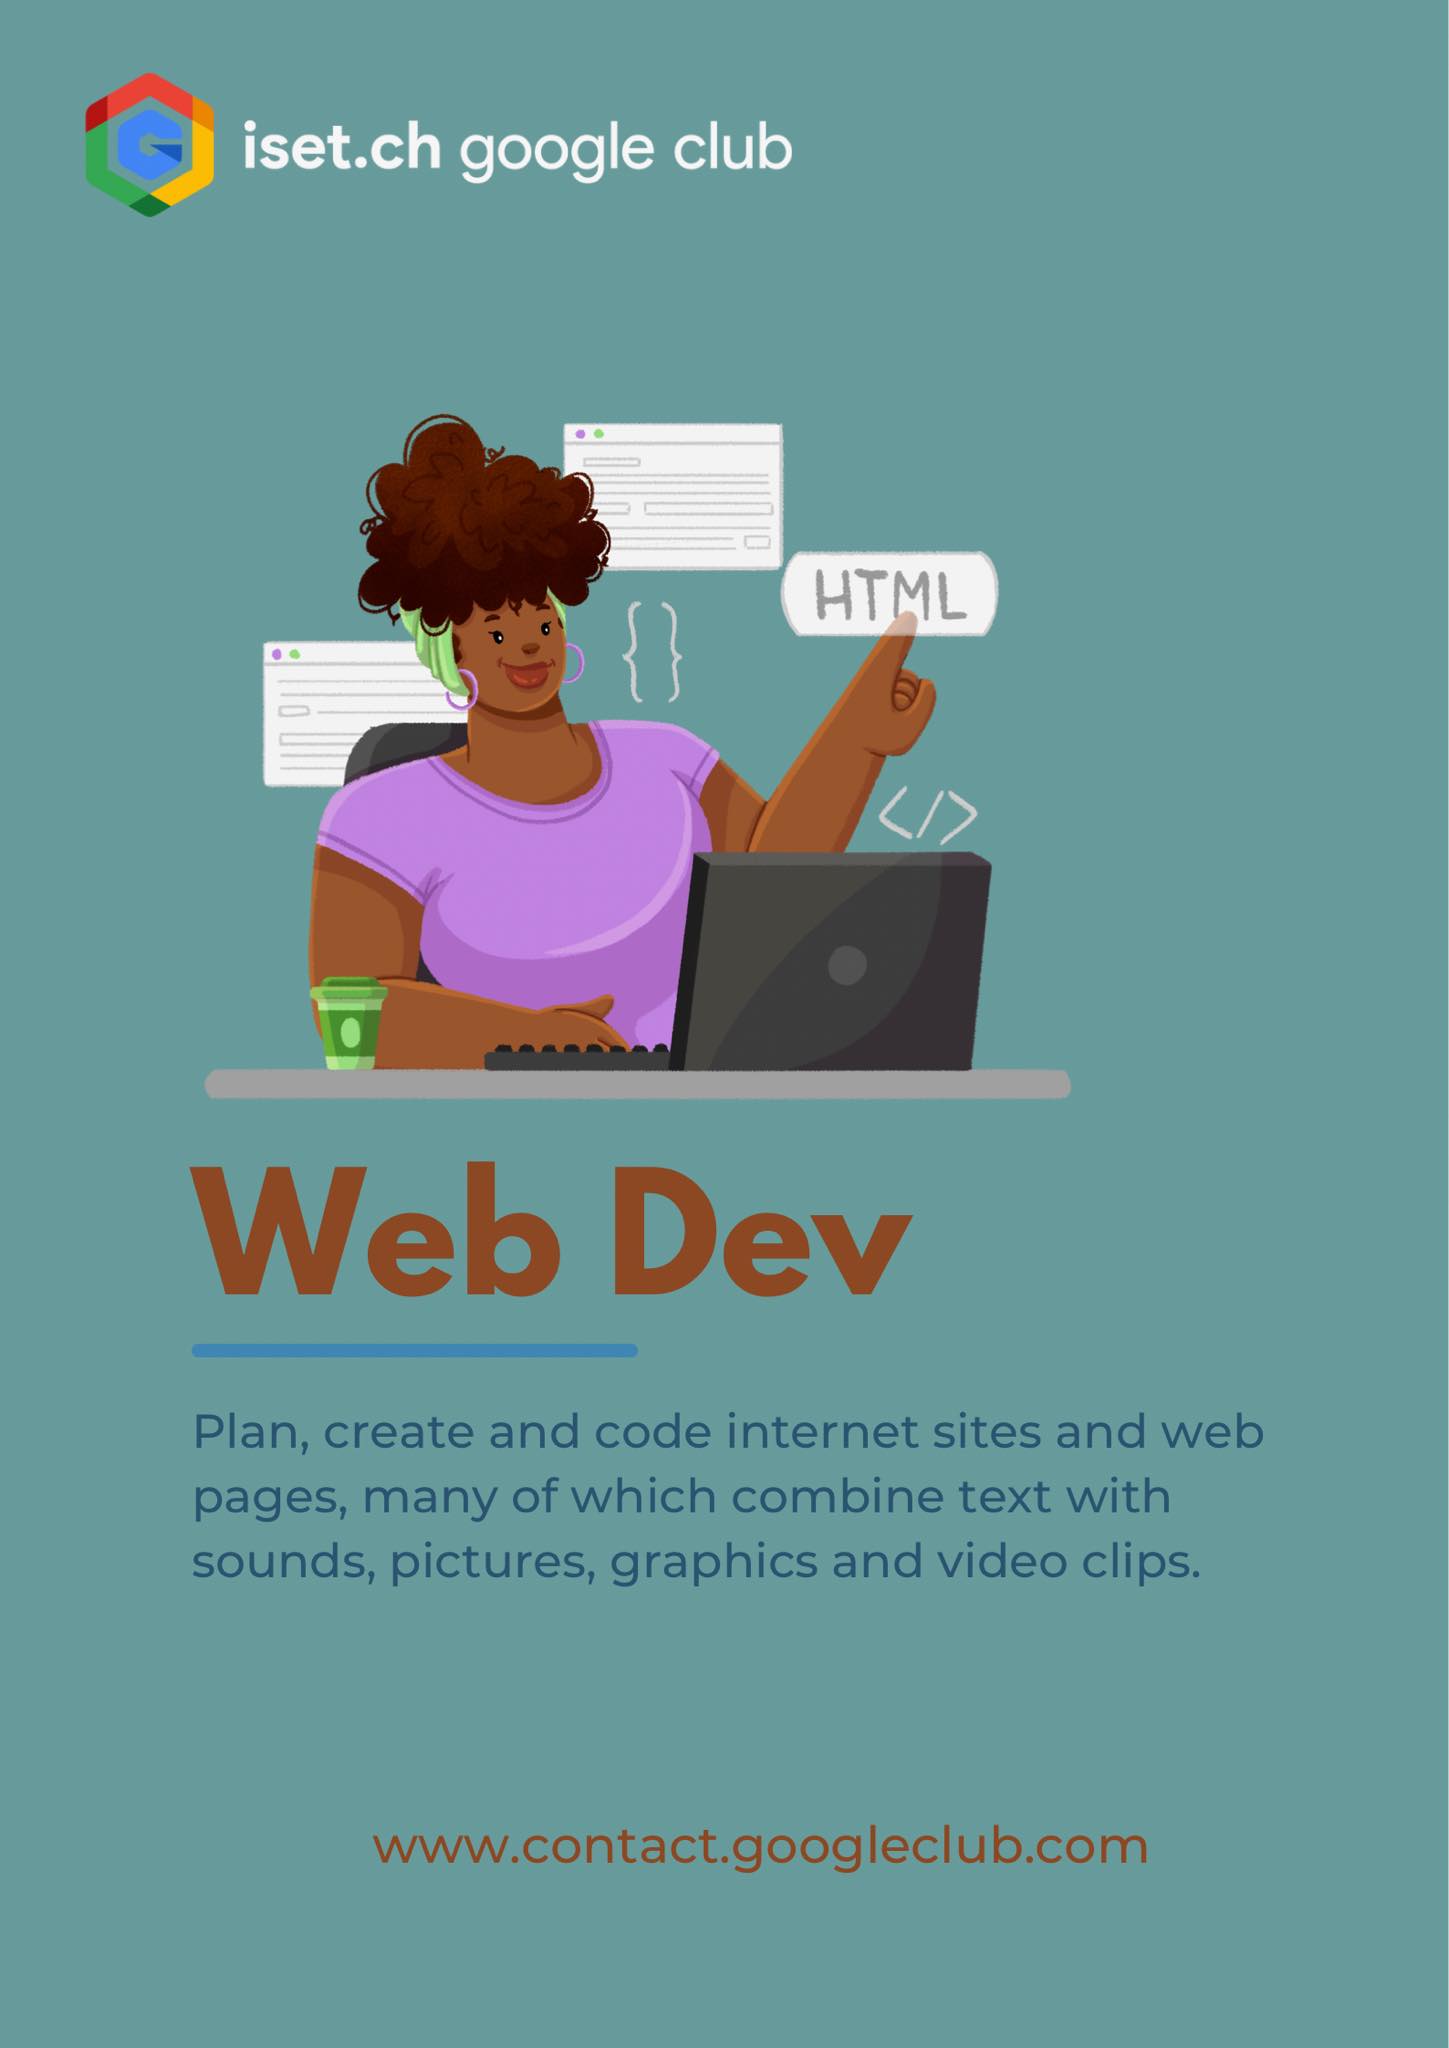 iset.ch google club
HTML
{ }
</>
Web Dev
Plan, create and code internet sites and web
pages, many of which combine text with
sounds, pictures, graphics and video clips.
www.contact.googleclub.com